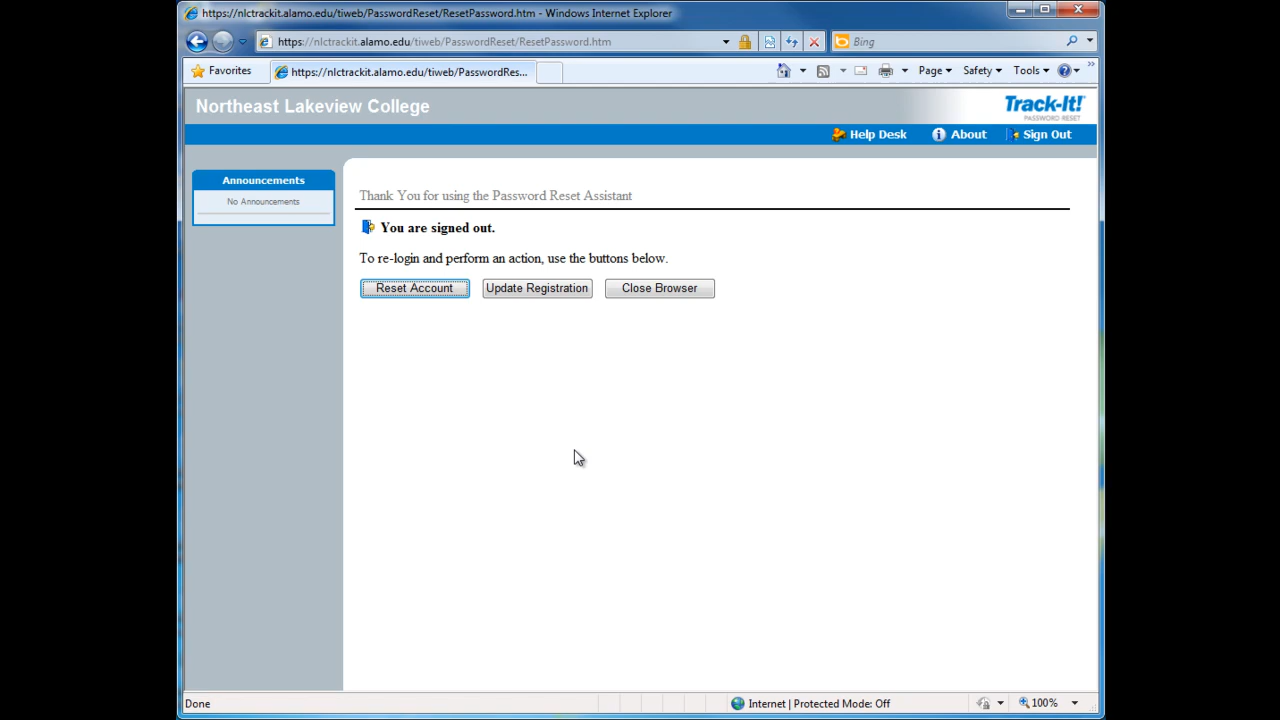 https://nlctrackit.alamo.edu/tiweb/PasswordReset/ResetPassword.htm - Windows Internet Explorer
https://nlctrackit.alamo.edu/tiweb/PasswordReset/ResetPassword.htm
Bing
Favorites
https://nlctrackit.alamo.edu/tiweb/PasswordRes...
Page
Safety
Tools
Northeast Lakeview College
Track-It!
PASSWORD RESET
Help Desk
About
Sign Out
Announcements
No Announcements
Thank You for using the Password Reset Assistant
You are signed out.
To re-login and perform an action, use the buttons below.
Reset Account
Update Registration
Close Browser
Done
Internet | Protected Mode: Off
100%